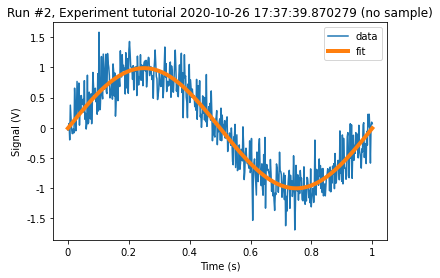 Run #2, Experiment tutorial 2020-10-26 17:37:39.870279 (no sample)
data
fit
Signal (V)
1.5
1
0.5
0
-0.5
-1
-1.5
0
0.2
0.4
0.6
0.8
1
Time (s)